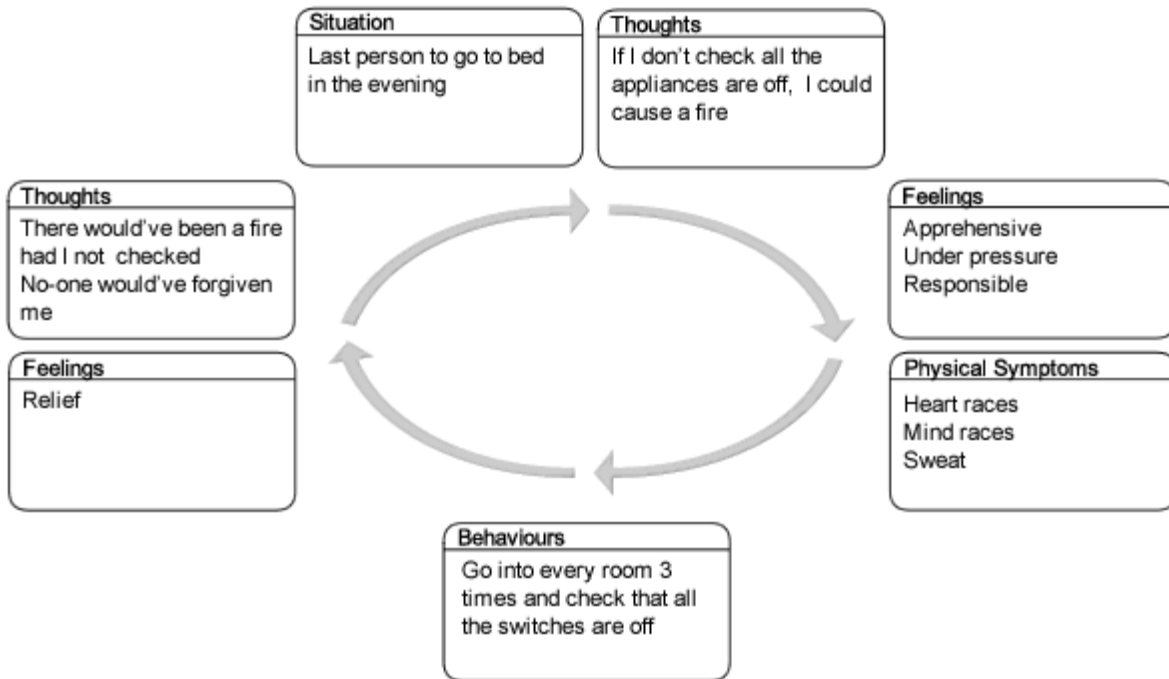 Situation
Last person to go to bed
in the evening
Thoughts
If I don't check all the
appliances are off,  I could
cause a fire
Feelings
Apprehensive
Under pressure
Responsible
Physical Symptoms
Heart races
Mind races
Sweat
Behaviours
Go into every room 3
times and check that all
the switches are off
Thoughts
There would've been a fire
had I not  checked
No-one would've forgiven
me
Feelings
Relief